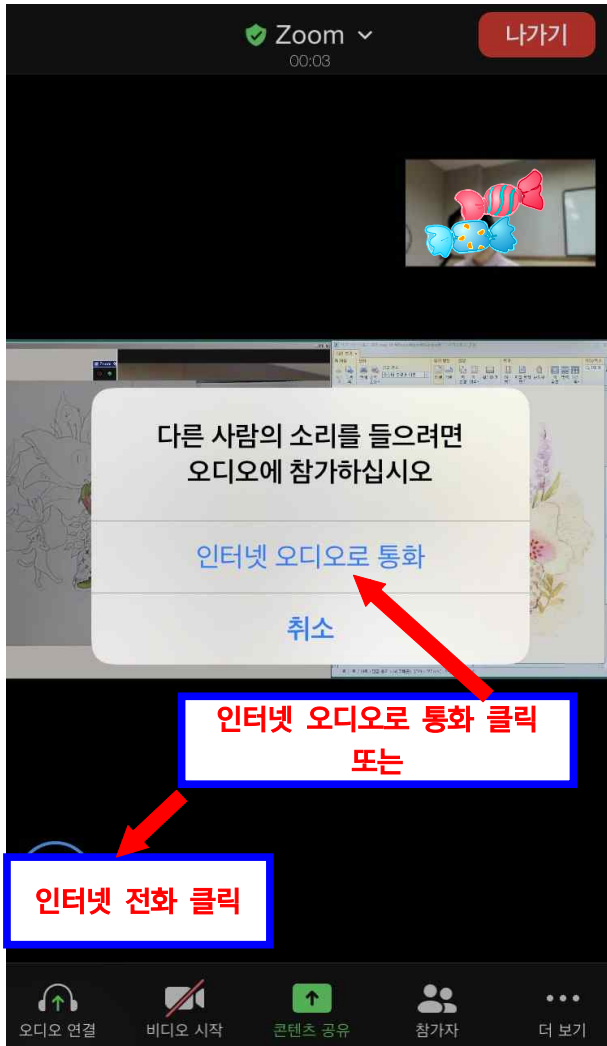 Zoom
나가기
00:03
다른 사람의 소리를 들으려면
오디오에 참가하십시오
인터넷 오디오로 통화
취소
인터넷 오디오로 통화 클릭
또는
인터넷 전화 클릭
오디오 연결
비디오 시작
콘텐츠 공유
참가자
더 보기